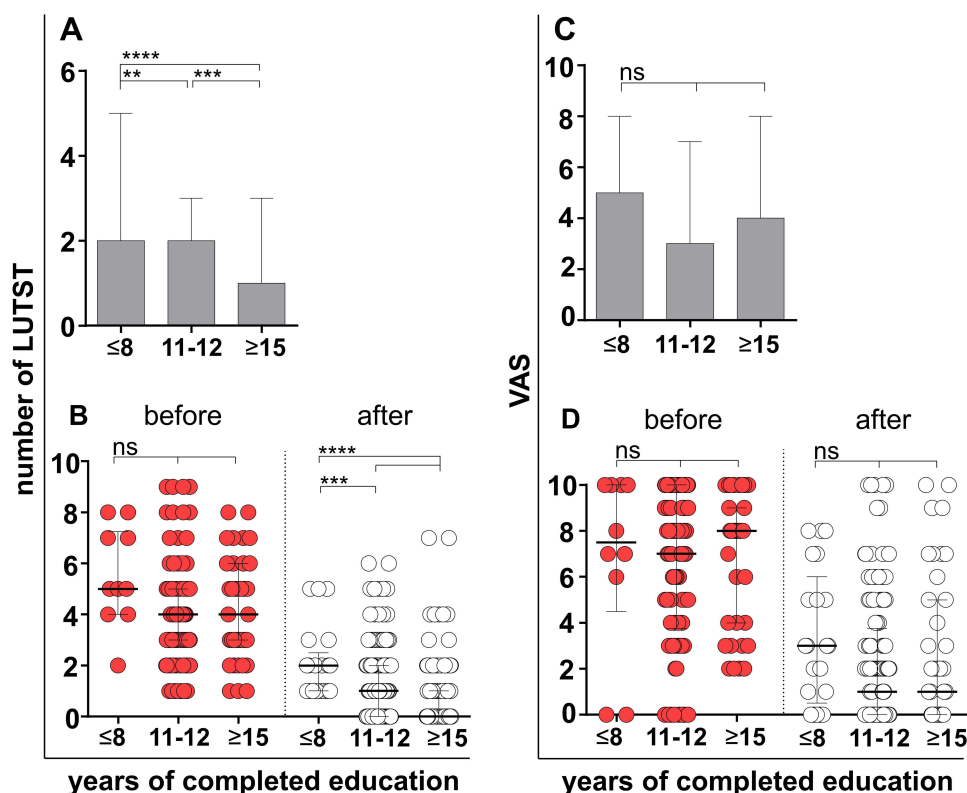 A
****
** ***
6
4
2
0
≤8 11-12 ≥15
number of LUTST
B before after
ns
****
***
10
8
6
4
2
0
≤8 11-12 ≥15 ≤8 11-12 ≥15
years of completed education
C
ns
10
8
6
4
2
0
≤8 11-12 ≥15
VAS
D before after
ns ns
10
8
6
4
2
0
≤8 11-12 ≥15 ≤8 11-12 ≥15
years of completed education